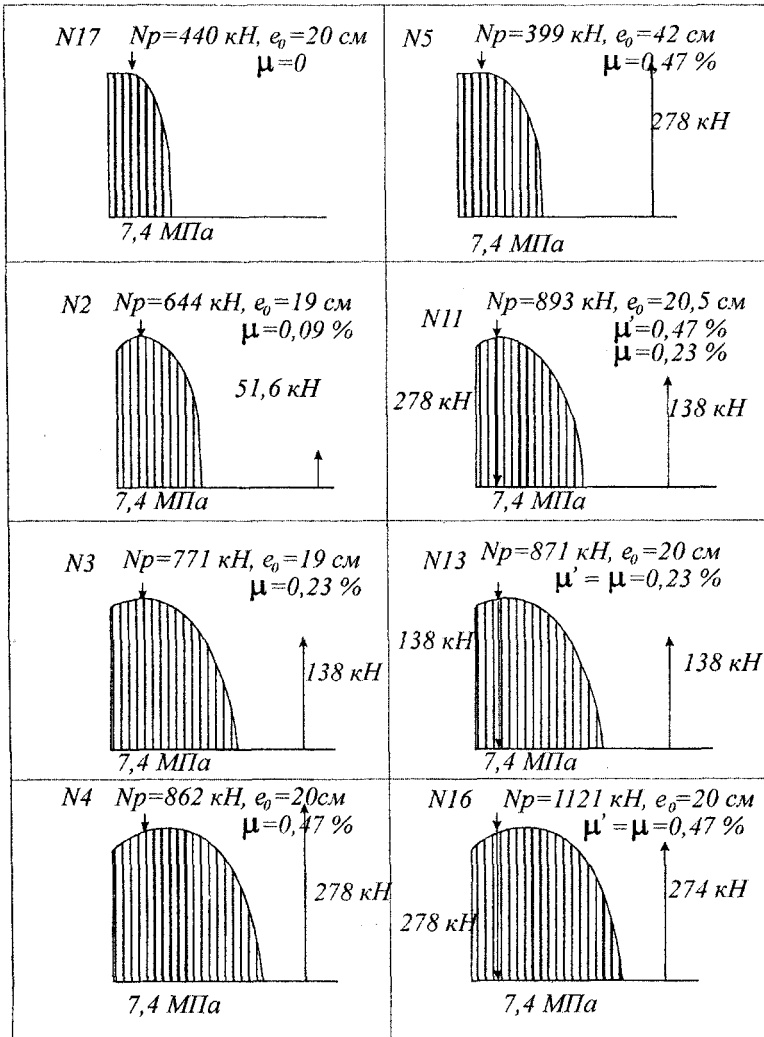 N17 Np=440 кН, e₀=20 см
μ=0
7,4 МПа
N5 Np=399 кН, e₀=42 см
μ=0,47 %
278 кН
7,4 МПа
N2 Np=644 кН, e₀=19 см
μ=0,09 %
51,6 кН
7,4 МПа
N11 Np=893 кН, e₀=20,5 см
μ'=0,47 %
μ=0,23 %
278 кН
138 кН
7,4 МПа
N3 Np=771 кН, e₀=19 см
μ=0,23 %
138 кН
7,4 МПа
N13 Np=871 кН, e₀=20 см
μ' = μ=0,23 %
138 кН
138 кН
7,4 МПа
N4 Np=862 кН, e₀=20см
μ=0,47 %
278 кН
7,4 МПа
N16 Np=1121 кН, e₀=20 см
μ' = μ=0,47 %
274 кН
278 кН
7,4 МПа